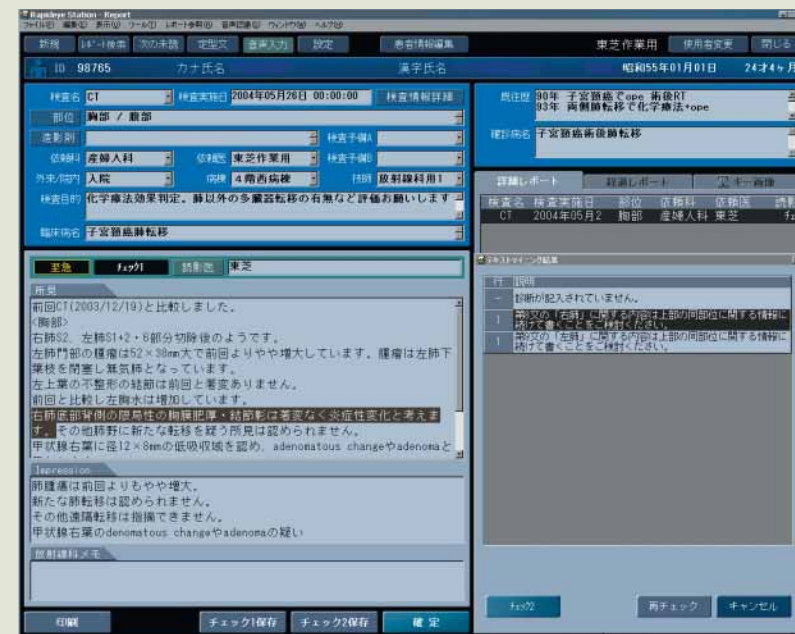 Rapideye Station - Report
新規 ﾚﾎﾟｰﾄ検索 次の未読 定型文 音声入力 設定 患者情報編集 東芝作業用 使用者変更 閉じる
ID 98765 カナ氏名 漢字氏名 昭和55年01月01日 24才4ヶ月
検査名 CT 検査実施日 2004年05月26日 00:00:00 検査情報詳細
部位 胸部 / 腹部
造影剤 検査予備A
依頼科 産婦人科 依頼医 東芝作業用 検査予備B
外来/院内 入院 病棟 4階西病棟 技師 放射線科用1
検査目的 化学療法効果判定。肺以外の多臓器転移の有無など評価お願いします
臨床病名 子宮頚癌肺転移
既往歴 90年 子宮頚癌でope 術後RT
93年 両側肺転移で化学療法+ope
確診病名 子宮頚癌術後肺転移
詳細レポート 経過レポート キー画像
検査名 検査実施日 部位 依頼科 依頼医
CT 2004年05月2 胸部 産婦人科 東芝
至急 ﾁｪｯｸ1 読影医 東芝
所見
前回CT(2003/12/19)と比較しました。
<胸部>
右肺S2、左肺S1+2・6部分切除後のようです。
左肺門部の腫瘤は52×38mm大で前回よりやや増大しています。腫瘤は左肺下
葉枝を閉塞し無気肺となっています。
左上葉の不整形の結節は前回と著変ありません。
前回と比較し左胸水は増加しています。
右肺底部背側の限局性の胸膜肥厚・結節影は著変なく炎症性変化と考えま
す。その他肺野に新たな転移を疑う所見は認められません。
甲状腺右葉に径12×8mmの低吸収域を認め、adenomatous changeやadenomaと
Impression
肺腫瘍は前回よりもやや増大。
新たな肺転移は認められません。
その他遠隔転移は指摘できません。
甲状腺右葉のdenomatous changeやadenomaの疑い
放射線科メモ
印刷 チェック1保存 チェック2保存 確定
テキストマイニング結果
行 説明
- 診断が記入されていません。
1 第9文の「右肺」に関する内容は上部の同部位に関する情報に
続けて書くことをご検討ください。
1 「左肺」に関する内容は上部の同部位に関する情報に
続けて書くことをご検討ください。
ﾁｪｯｸ2 再チェック キャンセル